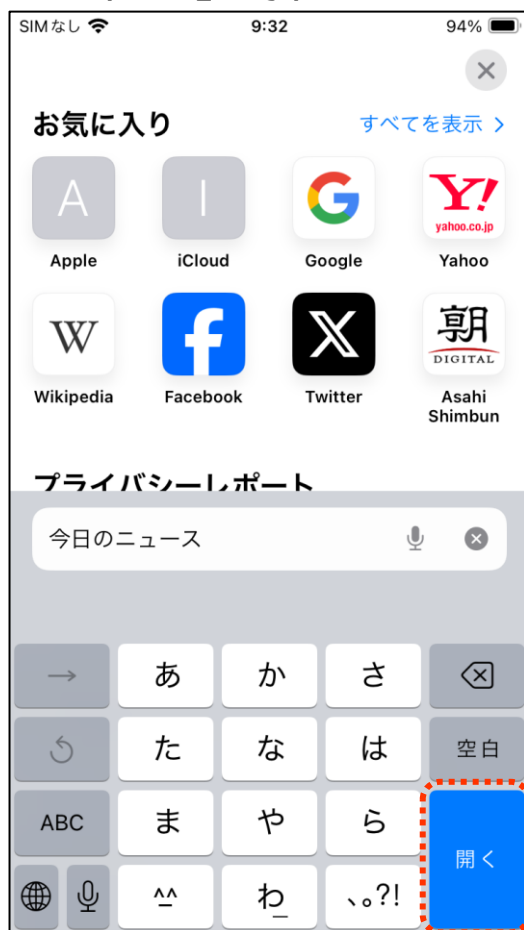 SIMなし 9:32 94%
お気に入り すべてを表示 >
A I G Y!
yahoo.co.jp
Apple iCloud Google Yahoo
W f X 朝
DIGITAL
Wikipedia Facebook Twitter Asahi Shimbun
プライバシーレポート
今日のニュース
→ あ か さ
た な は 空白
ABC ま や ら
開く
^^ わ_ 、。?!